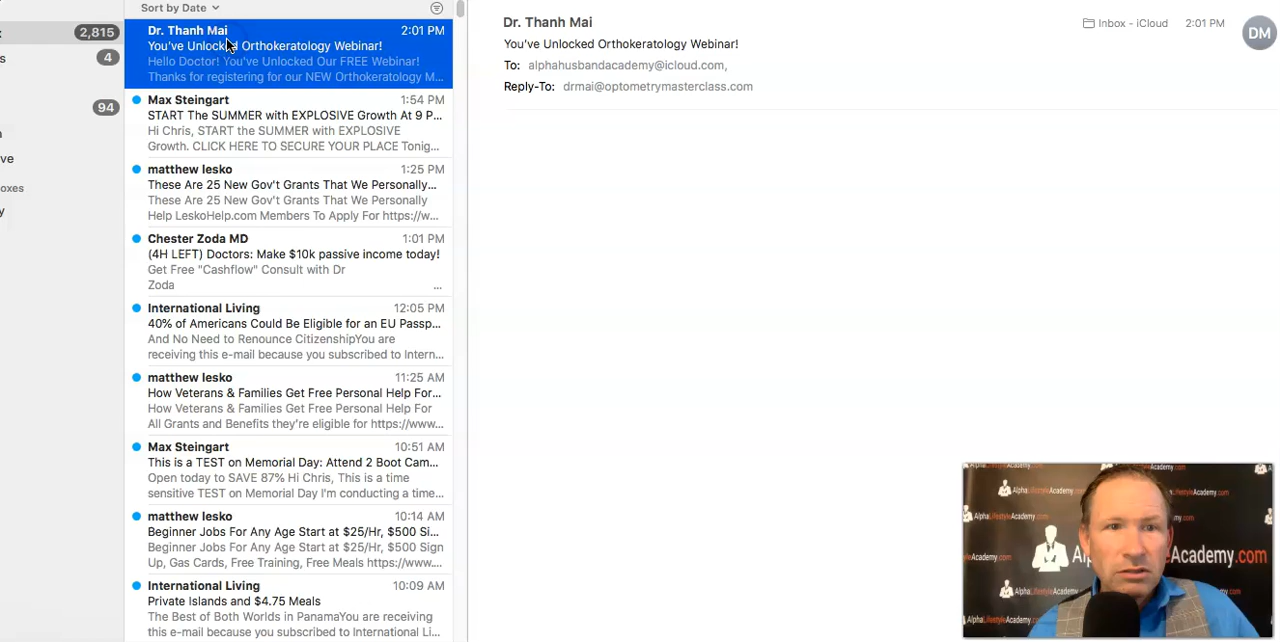 Sort by Date
2,815
s
4
94
ve
oxes
y
Dr. Thanh Mai
2:01 PM
You've Unlocked Orthokeratology Webinar!
Hello Doctor! You've Unlocked Our FREE Webinar!
Thanks for registering for our NEW Orthokeratology M...
Max Steingart
1:54 PM
START The SUMMER with EXPLOSIVE Growth At 9 P...
Hi Chris, START the SUMMER with EXPLOSIVE
Growth. CLICK HERE TO SECURE YOUR PLACE Tonig...
matthew lesko
1:25 PM
These Are 25 New Gov't Grants That We Personally...
These Are 25 New Gov't Grants That We Personally
Help LeskoHelp.com Members To Apply For https://w...
Chester Zoda MD
1:01 PM
(4H LEFT) Doctors: Make $10k passive income today!
Get Free "Cashflow" Consult with Dr
Zoda
...
International Living
12:05 PM
40% of Americans Could Be Eligible for an EU Passp...
And No Need to Renounce CitizenshipYou are
receiving this e-mail because you subscribed to Intern...
matthew lesko
11:25 AM
How Veterans & Families Get Free Personal Help For...
How Veterans & Families Get Free Personal Help For
All Grants and Benefits they're eligible for https://www...
Max Steingart
10:51 AM
This is a TEST on Memorial Day: Attend 2 Boot Cam...
Open today to SAVE 87% Hi Chris, This is a time
sensitive TEST on Memorial Day I'm conducting a time...
matthew lesko
10:14 AM
Beginner Jobs For Any Age Start at $25/Hr, $500 Si...
Beginner Jobs For Any Age Start at $25/Hr, $500 Sign
Up, Gas Cards, Free Training, Free Meals https://www....
International Living
10:09 AM
Private Islands and $4.75 Meals
The Best of Both Worlds in PanamaYou are receiving
this e-mail because you subscribed to International Li...
Dr. Thanh Mai
Inbox - iCloud
2:01 PM
DM
You've Unlocked Orthokeratology Webinar!
To: alphahusbandacademy@icloud.com,
Reply-To: drmai@optometrymasterclass.com
AlphaLifestyleAcademy.com
Academy.com